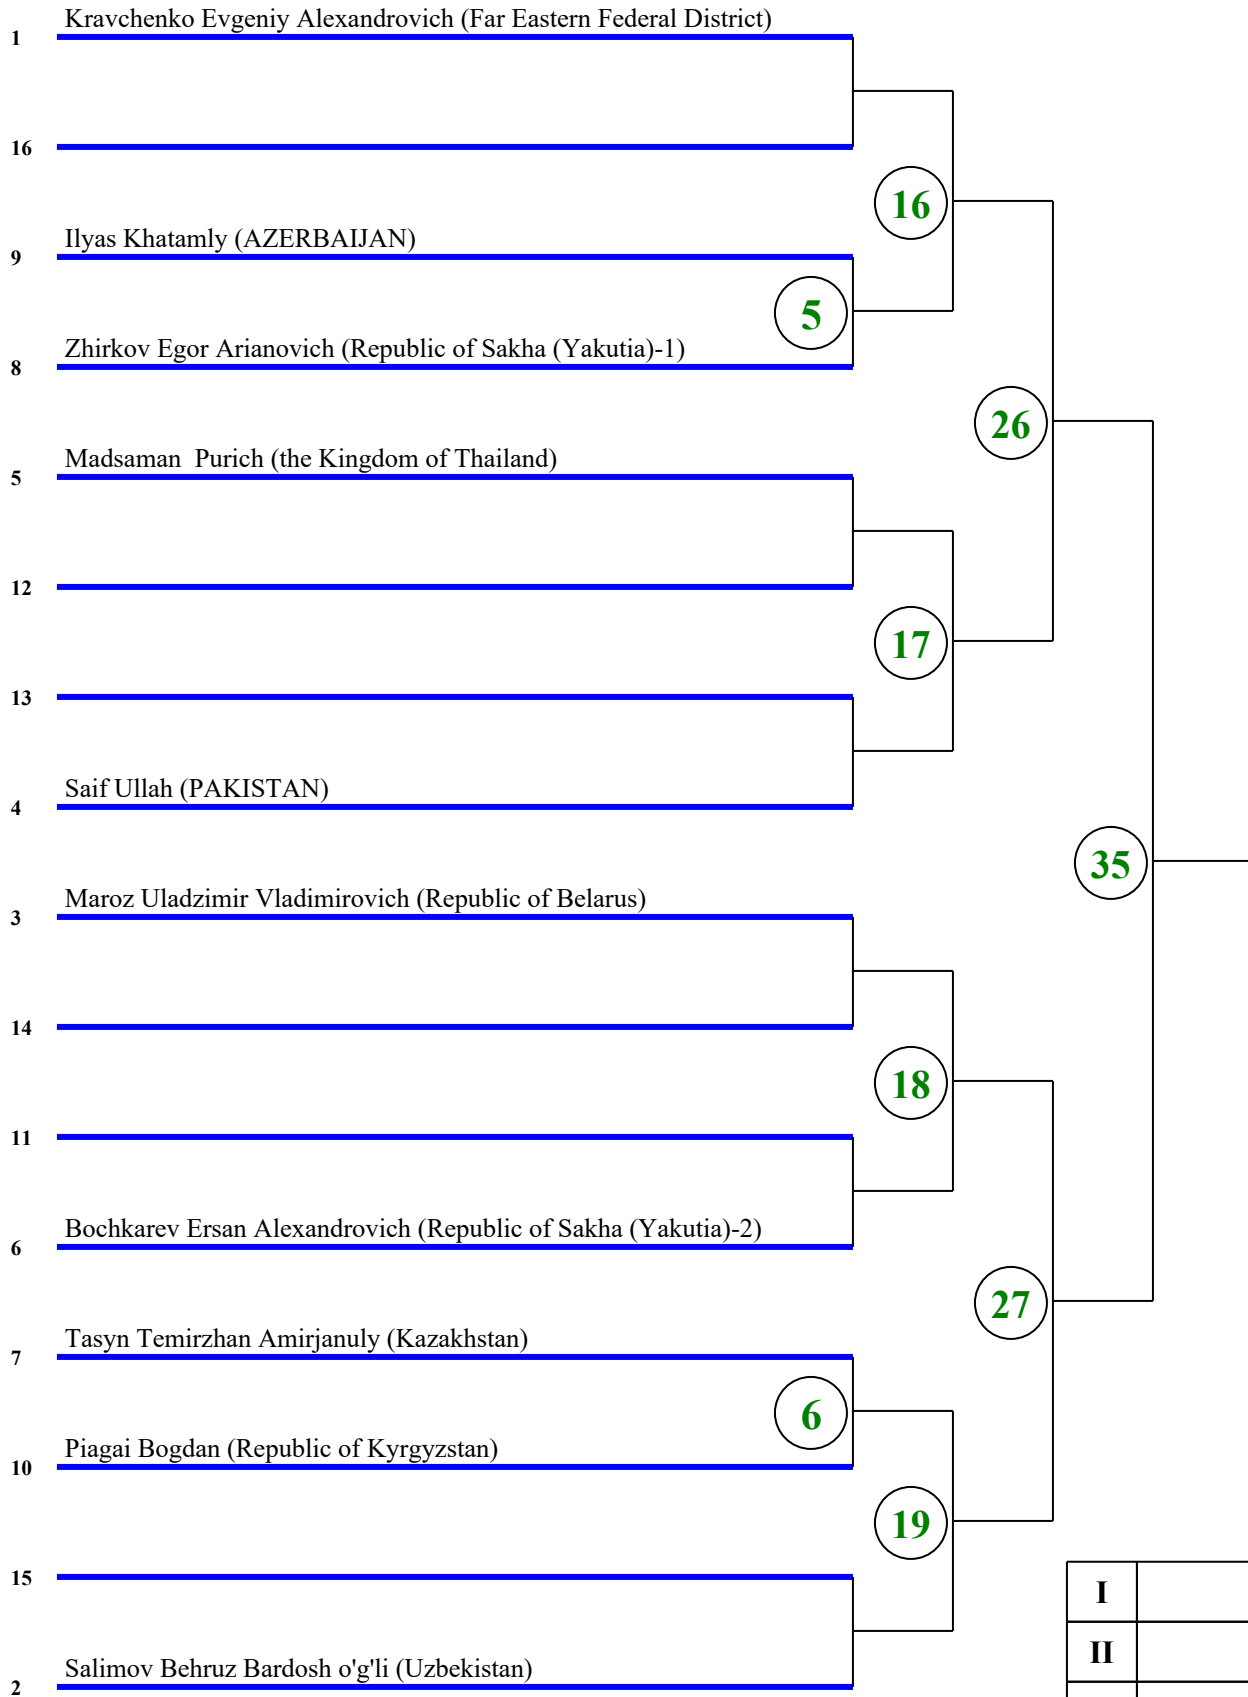 Kravchenko Evgeniy Alexandrovich (Far Eastern Federal District)
1
16
16
Ilyas Khatamly (AZERBAIJAN)
9
5
Zhirkov Egor Arianovich (Republic of Sakha (Yakutia)-1)
8
26
Madsaman  Purich (the Kingdom of Thailand)
5
12
17
13
Saif Ullah (PAKISTAN)
4
35
Maroz Uladzimir Vladimirovich (Republic of Belarus)
3
14
18
11
Bochkarev Ersan Alexandrovich (Republic of Sakha (Yakutia)-2)
6
27
Tasyn Temirzhan Amirjanuly (Kazakhstan)
7
6
Piagai Bogdan (Republic of Kyrgyzstan)
10
19
15
I
II
Salimov Behruz Bardosh o'g'li (Uzbekistan)
2